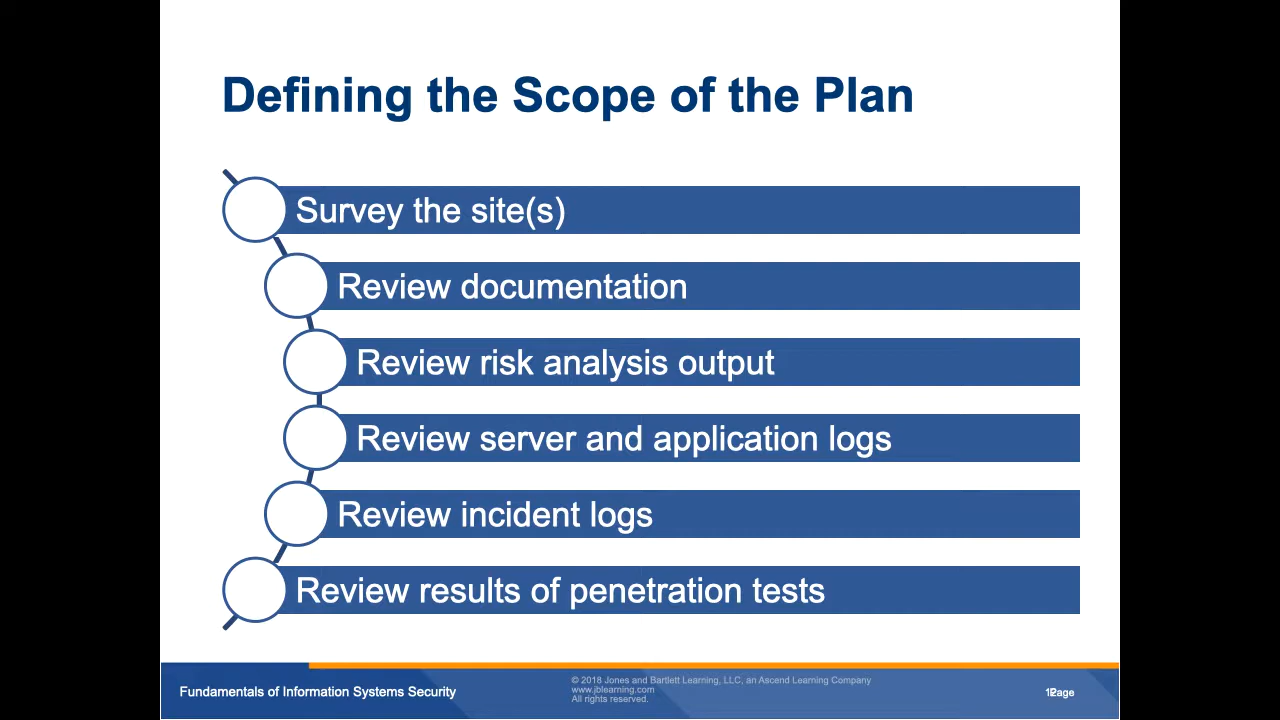 Defining the Scope of the Plan
Survey the site(s)
Review documentation
Review risk analysis output
Review server and application logs
Review incident logs
Review results of penetration tests
Fundamentals of Information Systems Security
© 2018 Jones and Bartlett Learning, LLC, an Ascend Learning Company
www.jblearning.com
All rights reserved.